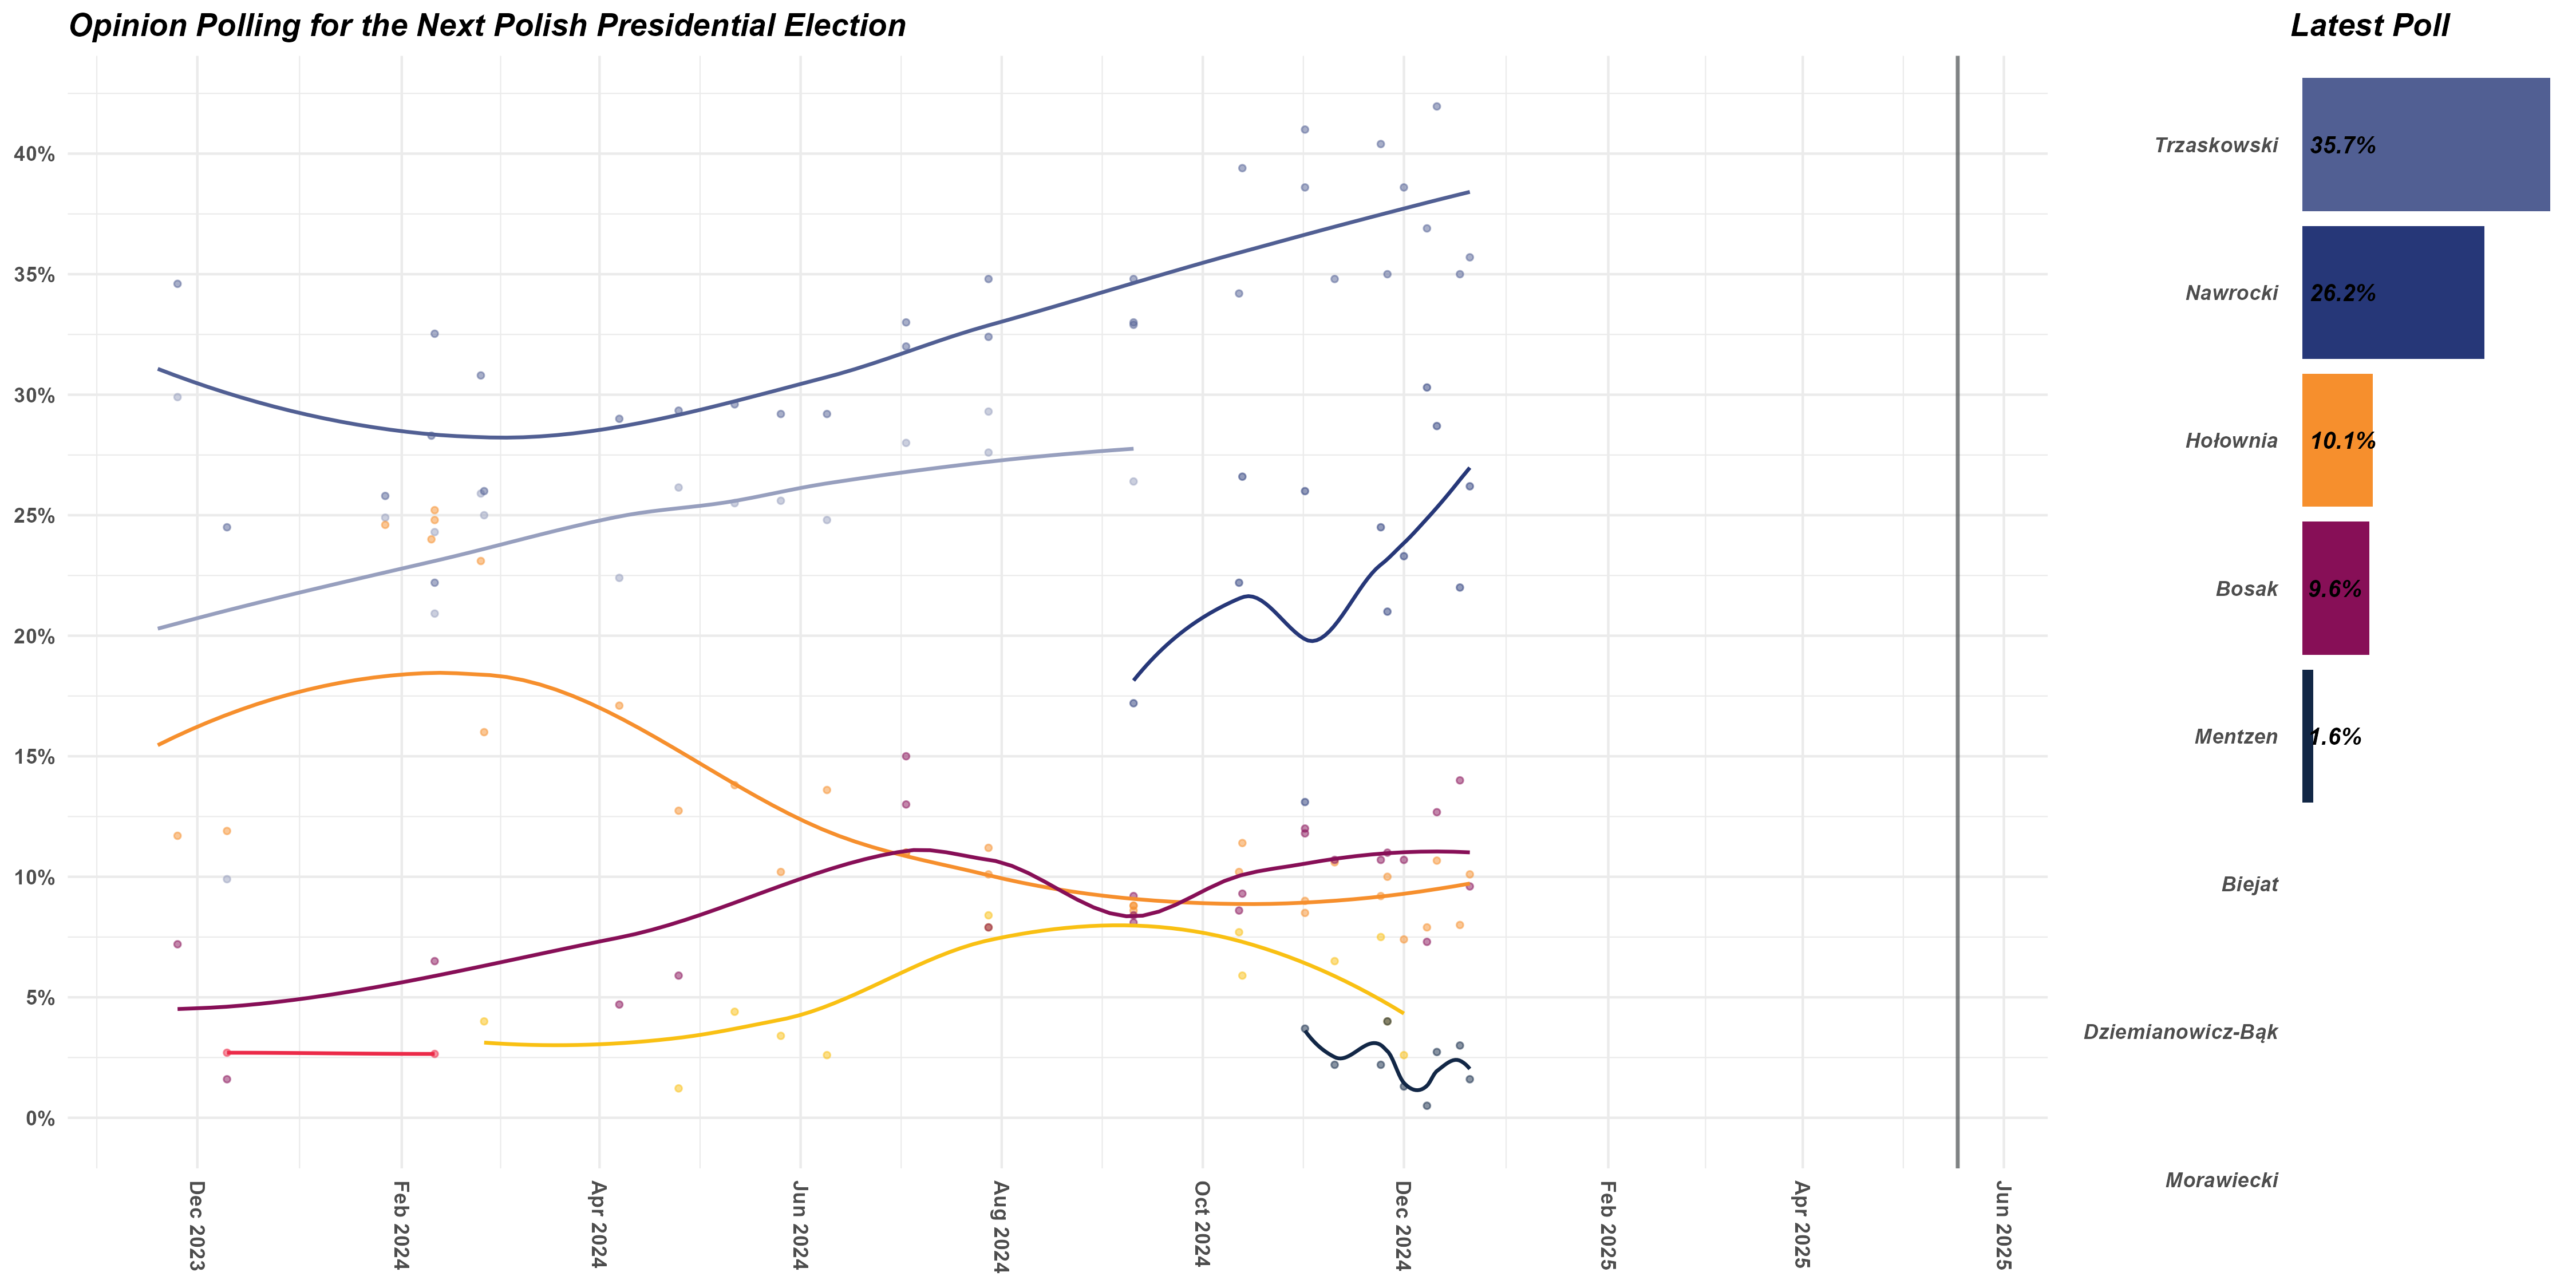 Opinion Polling for the Next Polish Presidential Election
Latest Poll
40%
35%
30%
25%
20%
15%
10%
5%
0%
Dec 2023
Feb 2024
Apr 2024
Jun 2024
Aug 2024
Oct 2024
Dec 2024
Feb 2025
Apr 2025
Jun 2025
Trzaskowski 35.7%
Nawrocki 26.2%
Hołownia 10.1%
Bosak 9.6%
Mentzen 1.6%
Biejat
Dziemianowicz-Bąk
Morawiecki